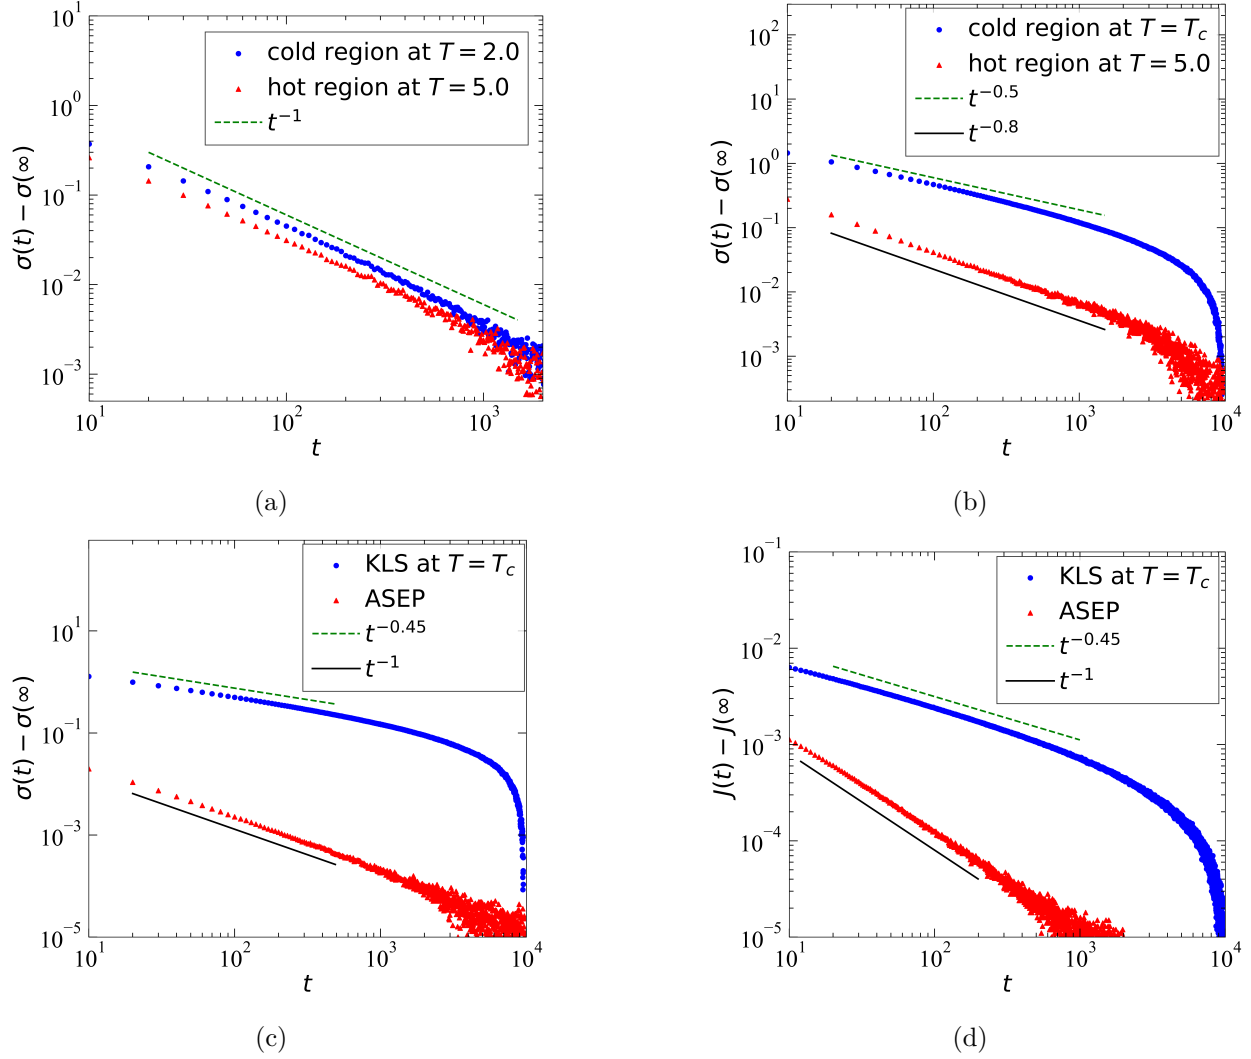 10^1
10^0
10^{-1}
10^{-2}
10^{-3}
σ(t) − σ(∞)
cold region at T = 2.0
hot region at T = 5.0
t^{-1}
10^1
10^2
10^3
t
(a)
10^2
10^1
10^0
10^{-1}
10^{-2}
10^{-3}
σ(t) − σ(∞)
cold region at T = T_c
hot region at T = 5.0
t^{-0.5}
t^{-0.8}
10^1
10^2
10^3
10^4
t
(b)
10^1
10^{-1}
10^{-3}
10^{-5}
σ(t) − σ(∞)
KLS at T = T_c
ASEP
t^{-0.45}
t^{-1}
10^1
10^2
10^3
10^4
t
(c)
10^{-1}
10^{-2}
10^{-3}
10^{-4}
10^{-5}
J(t) − J(∞)
KLS at T = T_c
ASEP
t^{-0.45}
t^{-1}
10^1
10^2
10^3
10^4
t
(d)